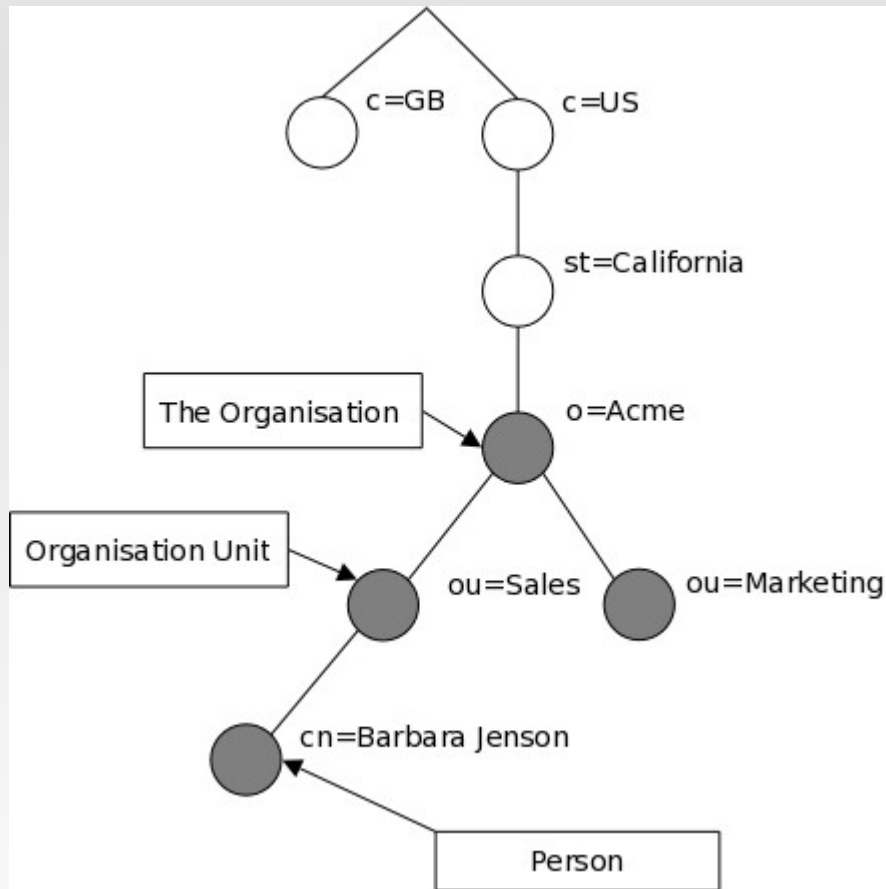 c=GB
c=US
st=California
The Organisation
o=Acme
Organisation Unit
ou=Sales
ou=Marketing
cn=Barbara Jenson
Person